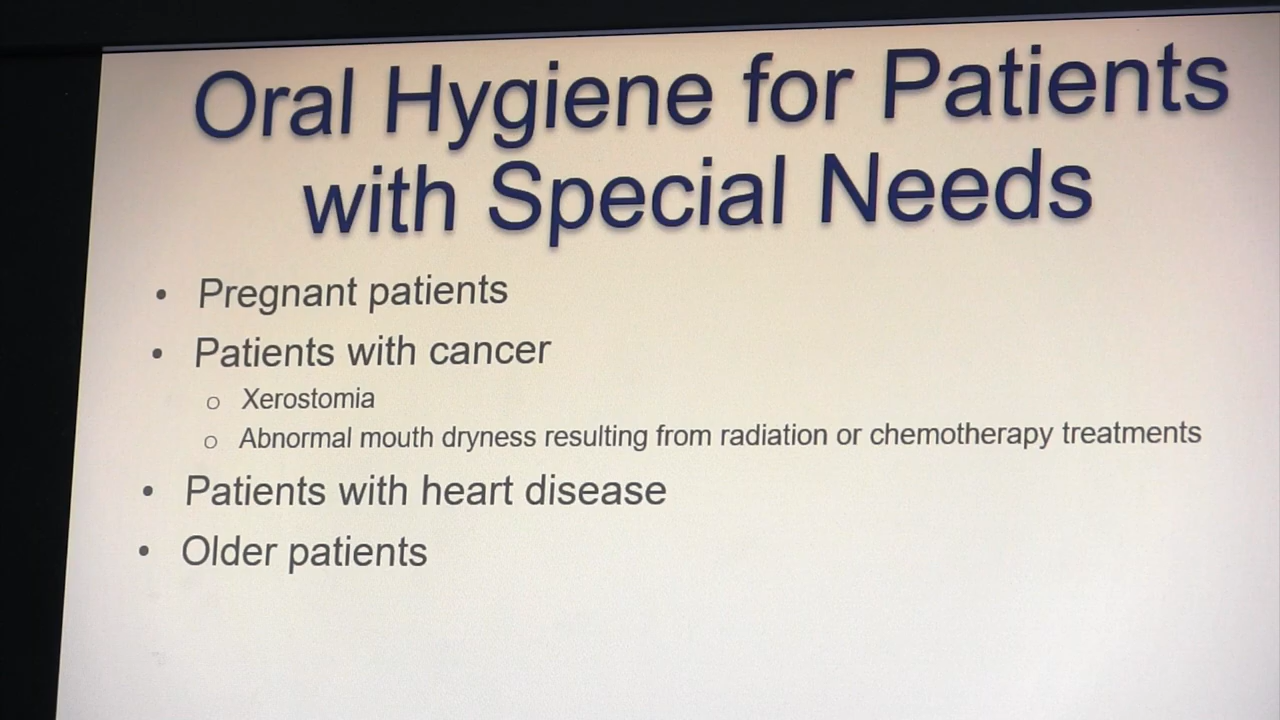 Oral Hygiene for Patients
with Special Needs
• Pregnant patients
• Patients with cancer
o Xerostomia
o Abnormal mouth dryness resulting from radiation or chemotherapy treatments
• Patients with heart disease
• Older patients